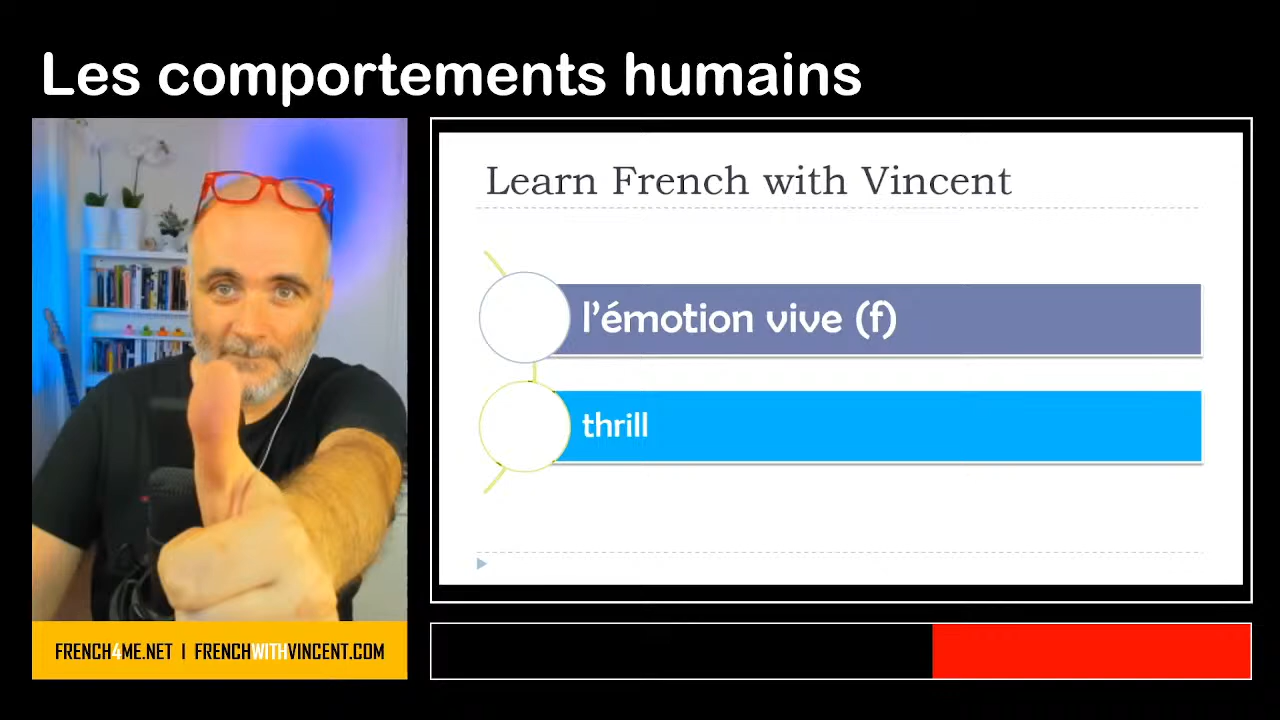 Les comportements humains
Learn French with Vincent
l’émotion vive (f)
thrill
FRENCH4ME.NET | FRENCHWITHVINCENT.COM